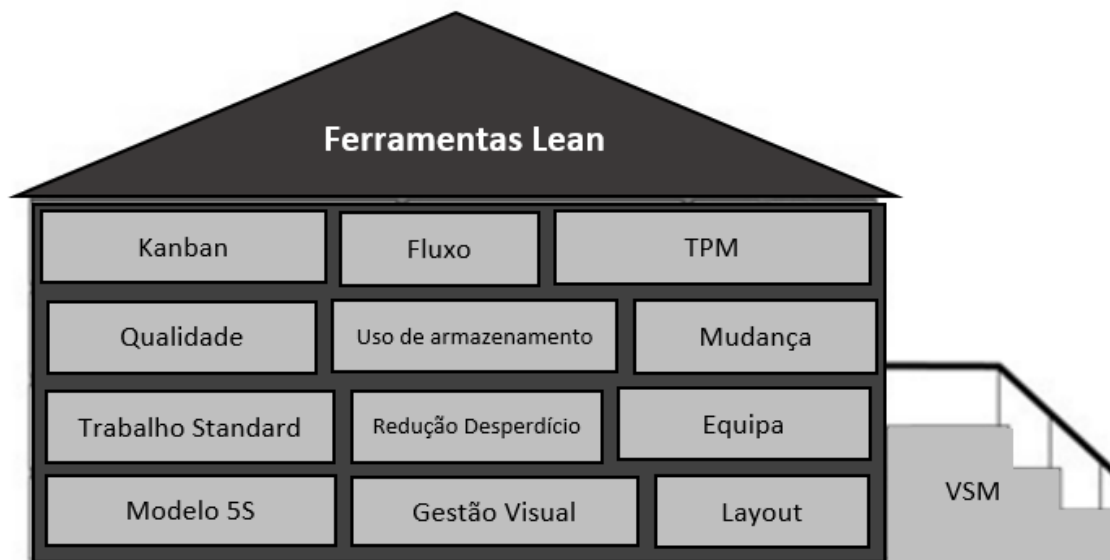 Ferramentas Lean
Kanban
Fluxo
TPM
Qualidade
Uso de armazenamento
Mudança
Trabalho Standard
Redução Desperdício
Equipa
Modelo 5S
Gestão Visual
Layout
VSM